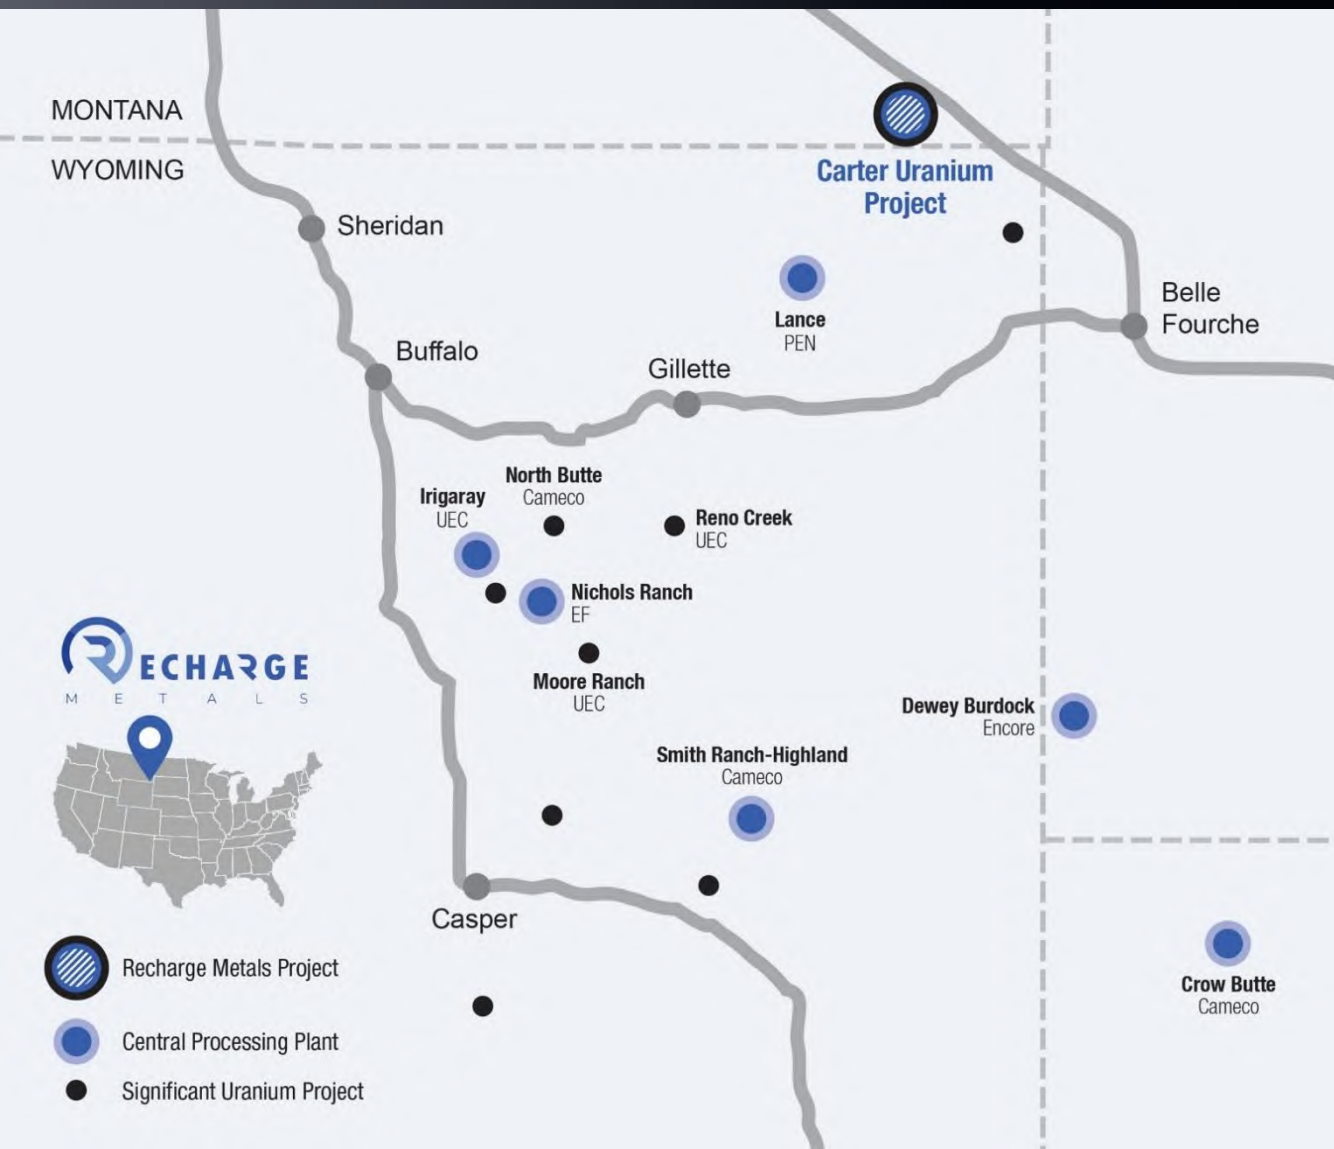 MONTANA
WYOMING
Carter Uranium
Project
Sheridan
Lance
PEN
Belle
Fourche
Buffalo
Gillette
North Butte
Cameco
Irigaray
UEC
Reno Creek
UEC
Nichols Ranch
EF
Moore Ranch
UEC
RECHARGE
METALS
Dewey Burdock
Encore
Smith Ranch-Highland
Cameco
Casper
Crow Butte
Cameco
Recharge Metals Project
Central Processing Plant
Significant Uranium Project